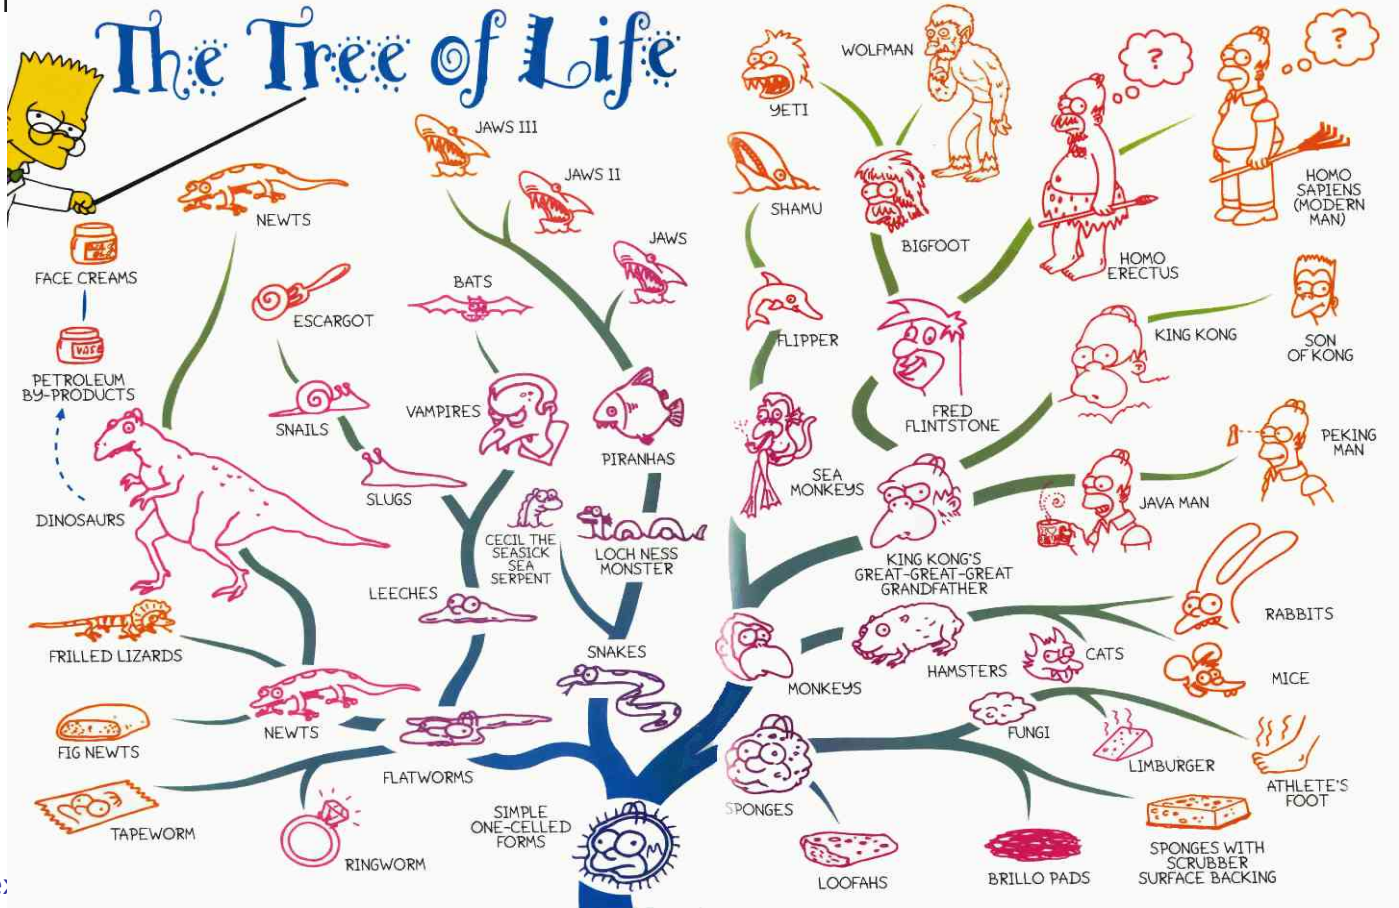 The Tree of Life
WOLFMAN
?
?
YETI
JAWS III
JAWS II
HOMO
SAPIENS
(MODERN
MAN)
NEWTS
SHAMU
JAWS
BIGFOOT
HOMO
ERECTUS
FACE CREAMS
BATS
ESCARGOT
FLIPPER
KING KONG
SON
OF KONG
VASE
PETROLEUM
BY-PRODUCTS
VAMPIRES
FRED
FLINTSTONE
SNAILS
PIRANHAS
PEKING
MAN
SLUGS
SEA
MONKEYS
JAVA MAN
DINOSAURS
CECIL THE
SEASICK
SEA
SERPENT
LOCH NESS
MONSTER
KING KONG'S
GREAT-GREAT-GREAT
GRANDFATHER
LEECHES
RABBITS
FRILLED LIZARDS
SNAKES
CATS
HAMSTERS
MICE
MONKEYS
NEWTS
FUNGI
FIG NEWTS
LIMBURGER
FLATWORMS
ATHLETE'S
FOOT
SIMPLE
ONE-CELLED
FORMS
SPONGES
TAPEWORM
RINGWORM
SPONGES WITH
SCRUBBER
SURFACE BACKING
LOOFAHS
BRILLO PADS